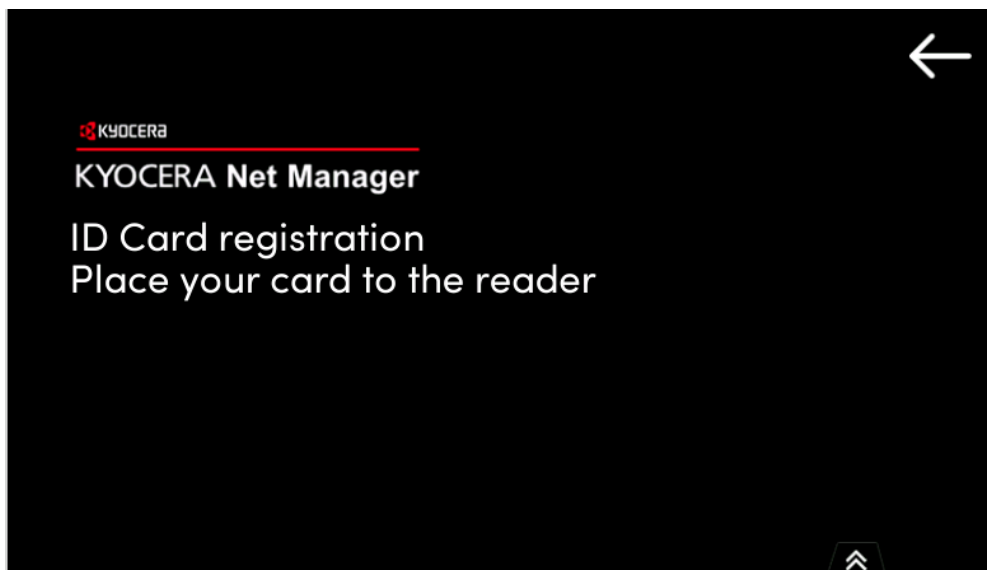 KYOCERA
KYOCERA Net Manager
ID Card registration
Place your card to the reader